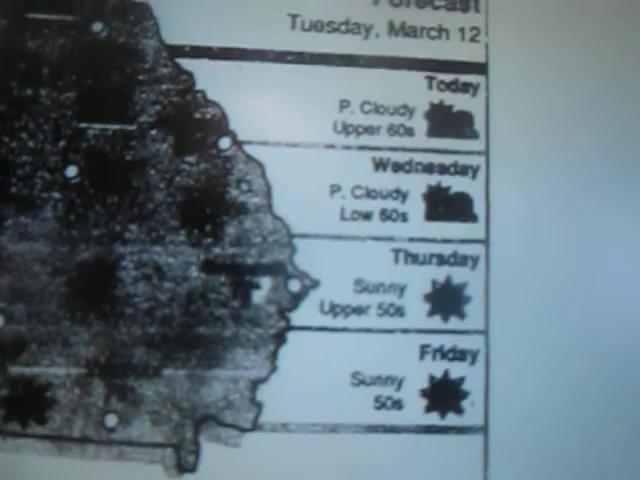 Forecast
Tuesday, March 12
Today
P. Cloudy
Upper 60s
Wednesday
P. Cloudy
Low 60s
Thursday
Sunny
Upper 50s
Friday
Sunny
50s